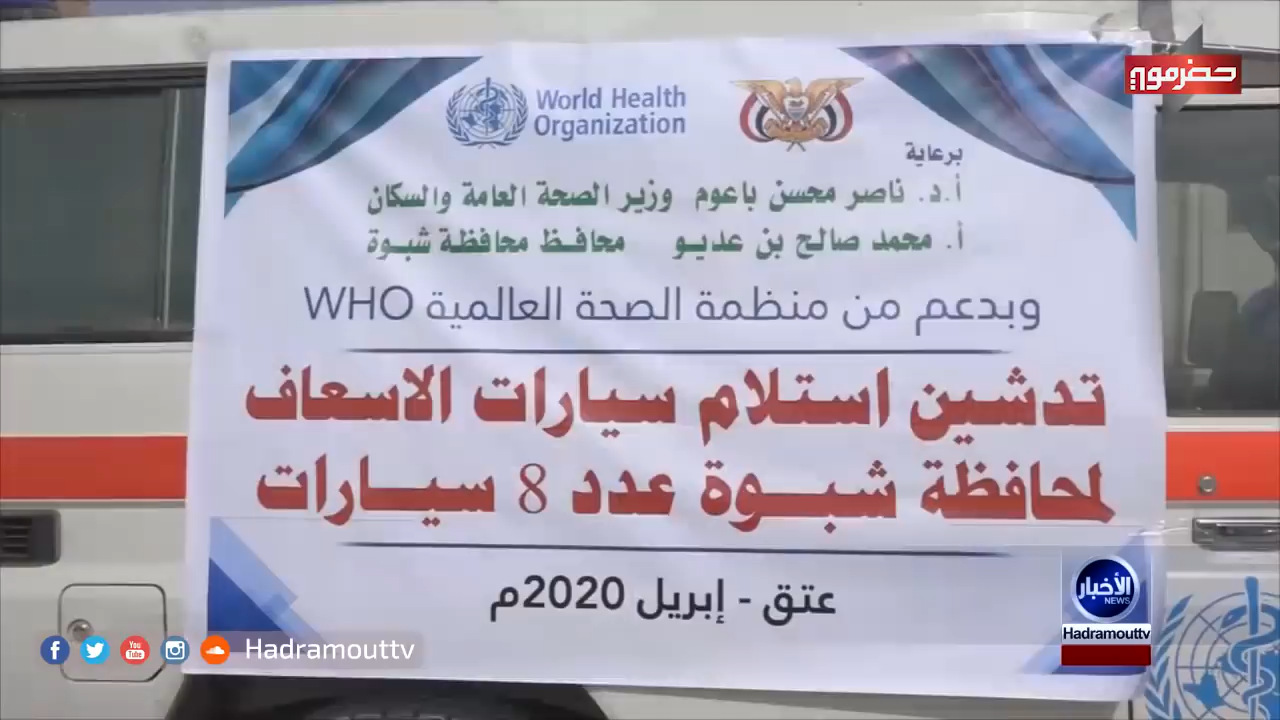 حضرموت
World Health
Organization
برعاية
أ.د. ناصر محسن باعوم وزير الصحة العامة والسكان
أ. محمد صالح بن عديو محافظ محافظة شبوة
وبدعم من منظمة الصحة العالمية WHO
تدشين استلام سيارات الاسعاف
لمحافظة شبوة عدد 8 سيارات
عتق - إبريل 2020م
الأخبار
NEWS
Hadramouttv
You
Tube
Hadramouttv